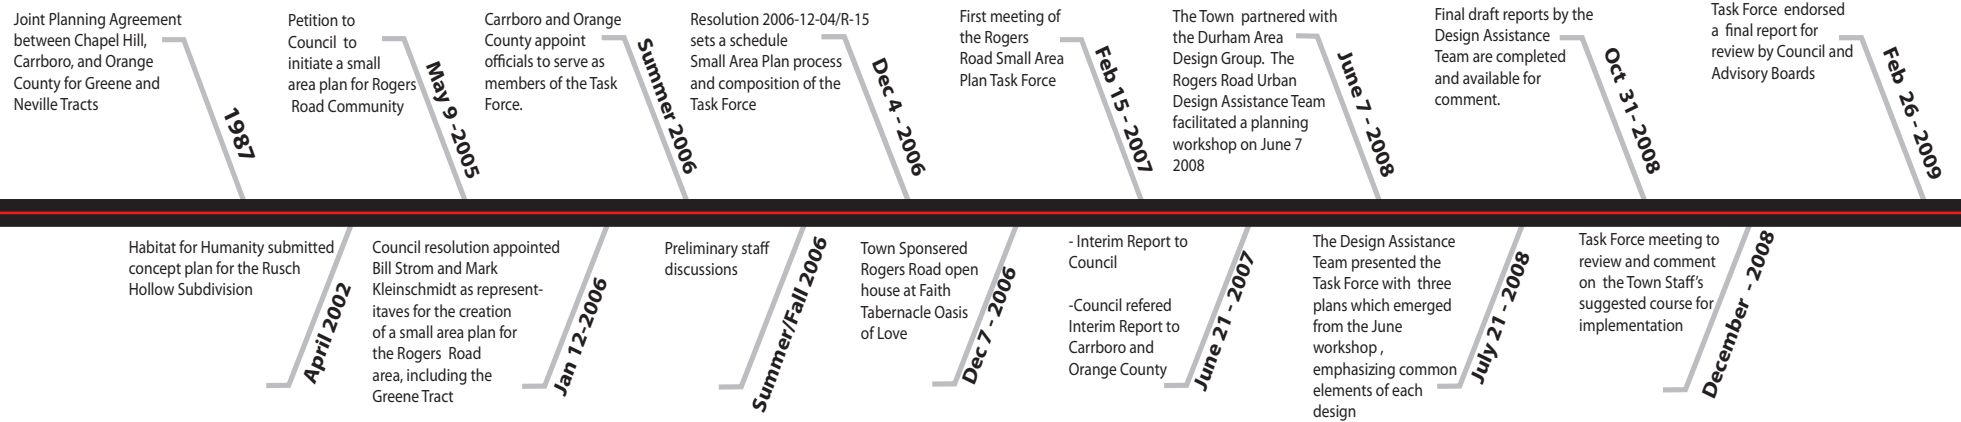 Joint Planning Agreement
between Chapel Hill,
Carrboro, and Orange
County for Greene and
Neville Tracts
1987
Petition to
Council to
initiate a small
area plan for Rogers
Road Community
May 9 -2005
Carrboro and Orange
County appoint
officials to serve as
members of the Task
Force.
Summer 2006
Resolution 2006-12-04/R-15
sets a schedule
Small Area Plan process
and composition of the
Task Force
Dec 4 - 2006
First meeting of
the Rogers
Road Small Area
Plan Task Force
Feb 15 - 2007
The Town partnered with
the Durham Area
Design Group. The
Rogers Road Urban
Design Assistance Team
facilitated a planning
workshop on June 7
2008
June 7 - 2008
Final draft reports by the
Design Assistance
Team are completed
and available for
comment.
Oct 31- 2008
Task Force endorsed
a final report for
review by Council and
Advisory Boards
Feb 26 - 2009
Habitat for Humanity submitted
concept plan for the Rusch
Hollow Subdivision
April 2002
Council resolution appointed
Bill Strom and Mark
Kleinschmidt as represent-
itaves for the creation
of a small area plan for
the Rogers Road
area, including the
Greene Tract
Jan 12-2006
Preliminary staff
discussions
Summer/Fall 2006
Town Sponsered
Rogers Road open
house at Faith
Tabernacle Oasis
of Love
Dec 7 - 2006
- Interim Report to
Council
-Council refered
Interim Report to
Carrboro and
Orange County
June 21 - 2007
The Design Assistance
Team presented the
Task Force with three
plans which emerged
from the June
workshop ,
emphasizing common
elements of each
design
July 21 - 2008
Task Force meeting to
review and comment
on the Town Staff's
suggested course for
implementation
December - 2008